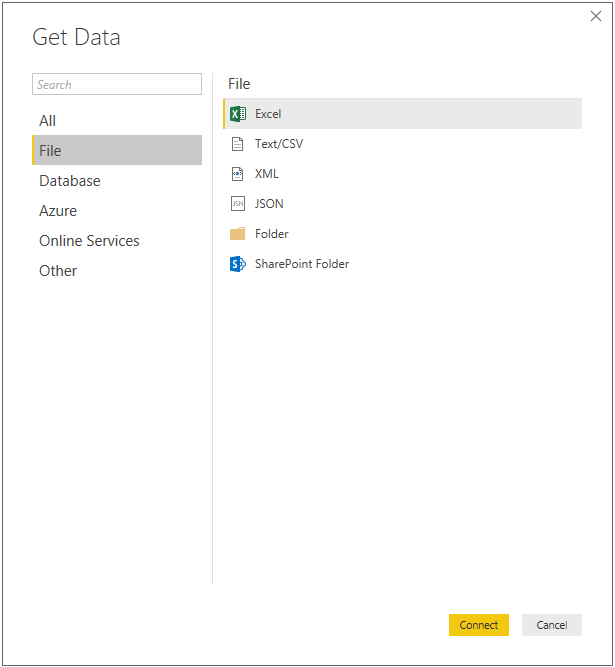 Get Data
Search
All
File
Database
Azure
Online Services
Other
File
Excel
Text/CSV
XML
JSON
Folder
SharePoint Folder
Connect
Cancel